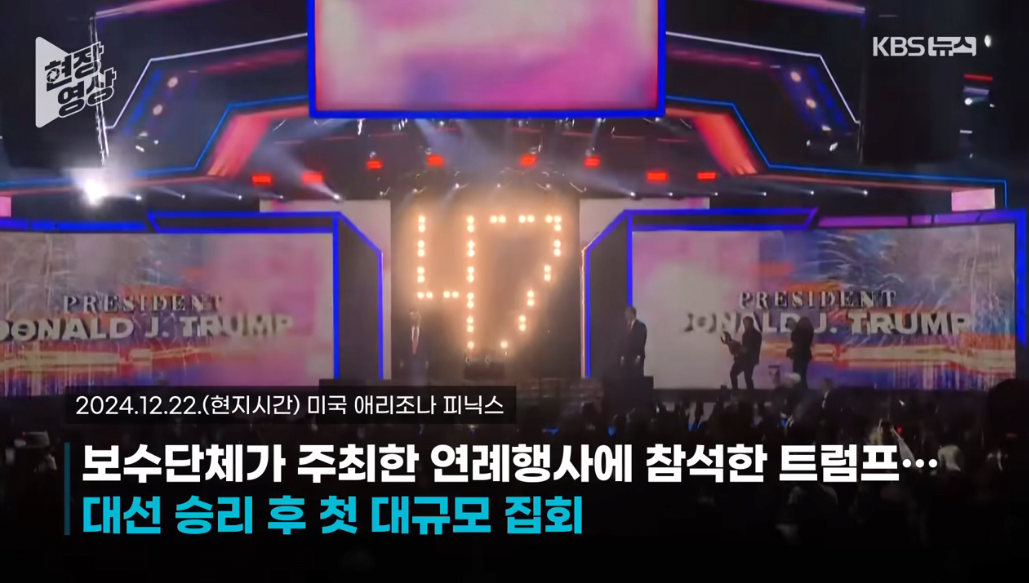 현장
영상
KBS 뉴스
47
PRESIDENT
DONALD J. TRUMP
PRESIDENT
DONALD J. TRUMP
2024.12.22.(현지시간) 미국 애리조나 피닉스
보수단체가 주최한 연례행사에 참석한 트럼프…
대선 승리 후 첫 대규모 집회